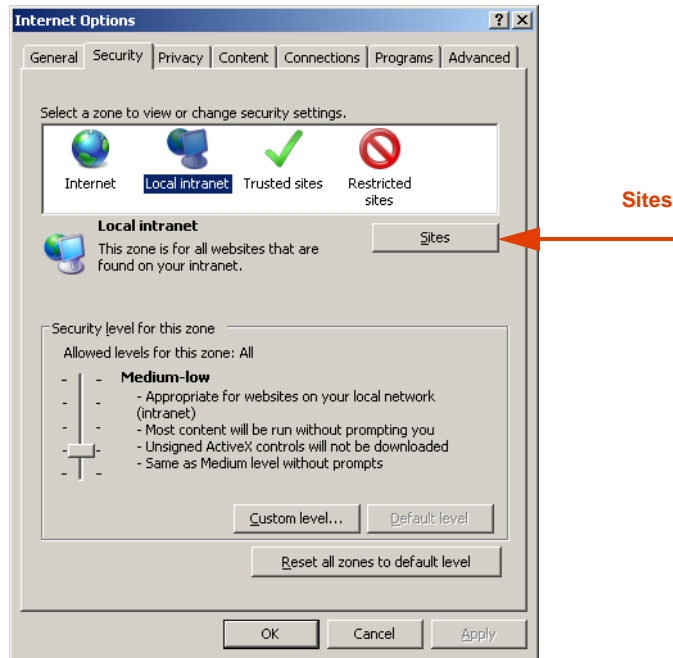 Internet Options
General Security Privacy Content Connections Programs Advanced
Select a zone to view or change security settings.
Internet Local intranet Trusted sites Restricted
sites
Sites
Local intranet
Sites
This zone is for all websites that are
found on your intranet.
Security level for this zone
Allowed levels for this zone: All
Medium-low
- Appropriate for websites on your local network
(intranet)
- Most content will be run without prompting you
- Unsigned ActiveX controls will not be downloaded
- Same as Medium level without prompts
Custom level... Default level
Reset all zones to default level
OK Cancel Apply